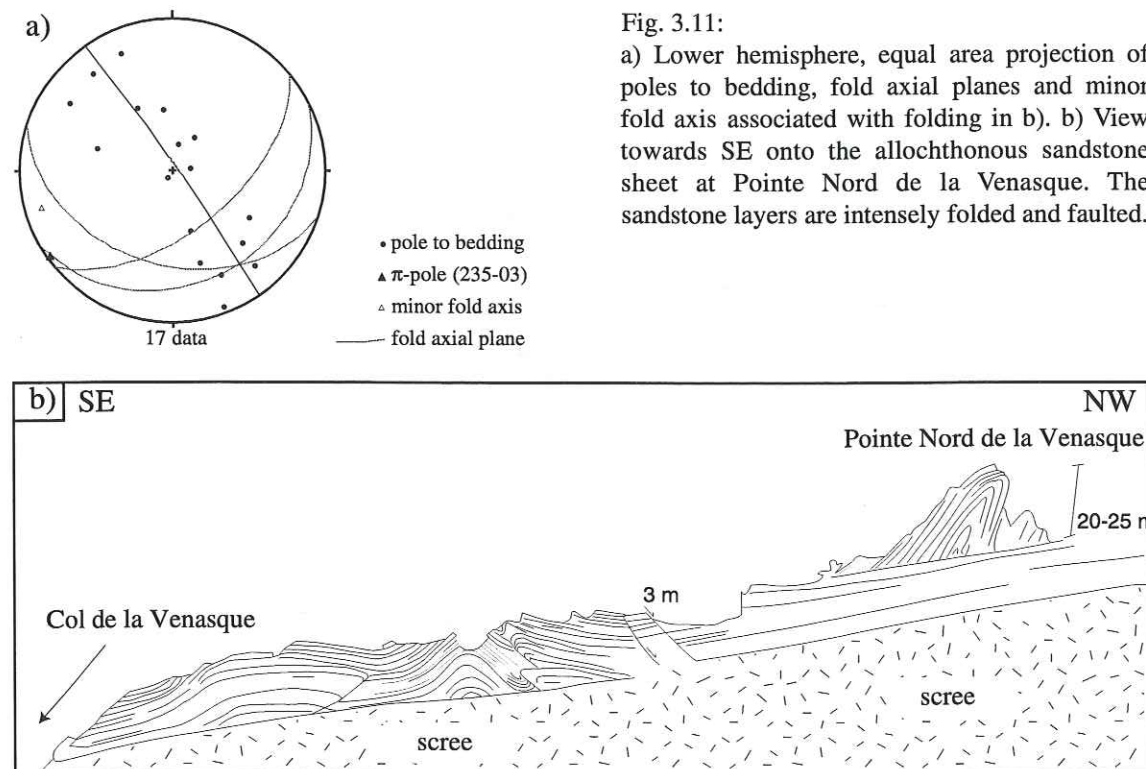 a)
Fig. 3.11:
a) Lower hemisphere, equal area projection of
poles to bedding, fold axial planes and minor
fold axis associated with folding in b). b) View
towards SE onto the allochthonous sandstone
sheet at Pointe Nord de la Venasque. The
sandstone layers are intensely folded and faulted.
• pole to bedding
▲ π-pole (235-03)
△ minor fold axis
fold axial plane
17 data
b) SE
NW
Pointe Nord de la Venasque
20-25 m
3 m
Col de la Venasque
scree
scree